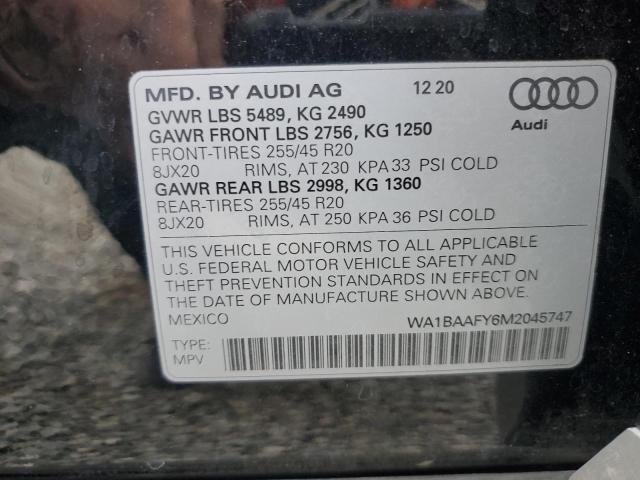 MFD. BY AUDI AG 12 20
GVWR LBS 5489, KG 2490
GAWR FRONT LBS 2756, KG 1250
FRONT-TIRES 255/45 R20
8JX20 RIMS, AT 230 KPA 33 PSI COLD
GAWR REAR LBS 2998, KG 1360
REAR-TIRES 255/45 R20
8JX20 RIMS, AT 250 KPA 36 PSI COLD
Audi
THIS VEHICLE CONFORMS TO ALL APPLICABLE
U.S. FEDERAL MOTOR VEHICLE SAFETY AND
THEFT PREVENTION STANDARDS IN EFFECT ON
THE DATE OF MANUFACTURE SHOWN ABOVE.
MEXICO WA1BAAFY6M2045747
TYPE:
MPV